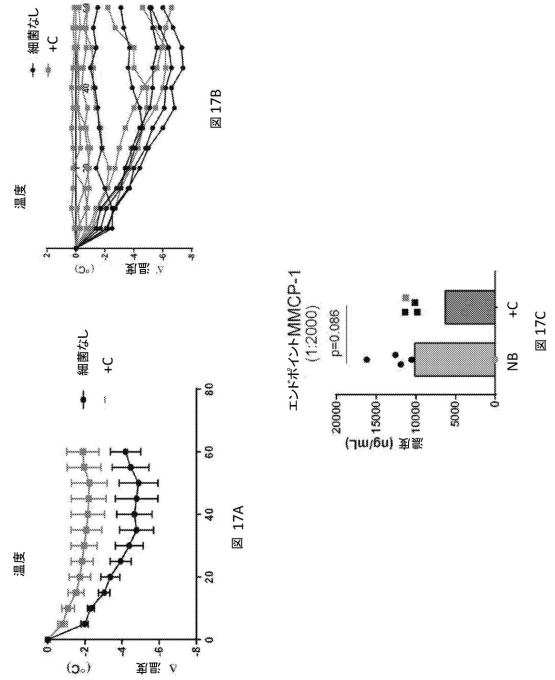 温度
Δ 温度
(°C)
0
-2
-4
-6
-8
0
20
40
60
80
細菌なし
+C
図 17A
温度
Δ 温度
(°C)
2
0
-2
-4
-6
-8
20
40
細菌なし
+C
図 17B
エンドポイントMMCP-1
(1:2000)
p=0.086
濃度 (ng/mL)
20000
15000
10000
5000
0
NB
+C
図 17C